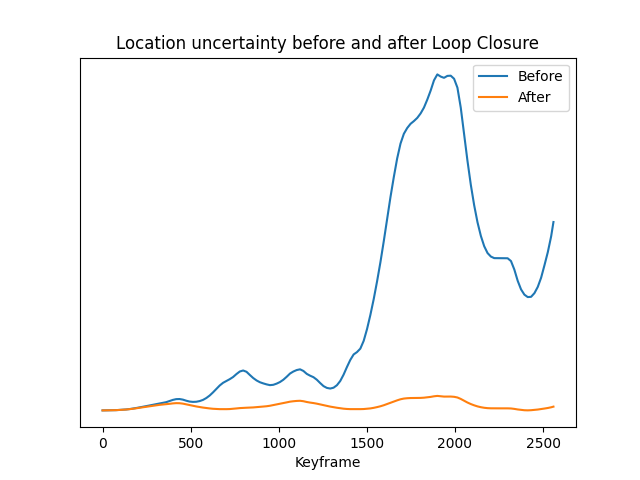 Location uncertainty before and after Loop Closure
Before
After
0 500 1000 1500 2000 2500
Keyframe